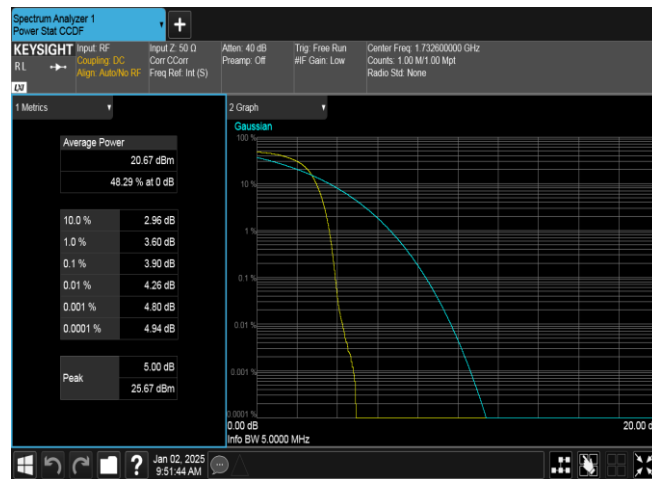 Spectrum Analyzer 1
Power Stat CCDF
+
KEYSIGHT
RL
LXI
Input: RF
Coupling: DC
Align: Auto/No RF
Input Z: 50 Ω
Corr CCorr
Freq Ref: Int (S)
Atten: 40 dB
Preamp: Off
Trig: Free Run
#IF Gain: Low
Center Freq: 1.732600000 GHz
Counts: 1.00 M/1.00 Mpt
Radio Std: None
1 Metrics
Average Power
20.67 dBm
48.29 % at 0 dB
10.0 % 2.96 dB
1.0 % 3.60 dB
0.1 % 3.90 dB
0.01 % 4.26 dB
0.001 % 4.80 dB
0.0001 % 4.94 dB
Peak
5.00 dB
25.67 dBm
2 Graph
Gaussian
100 %
10 %
1 %
0.1 %
0.01 %
0.001 %
0.0001 %
0.00 dB
20.00 d
Info BW 5.0000 MHz
?
Jan 02, 2025
9:51:44 AM